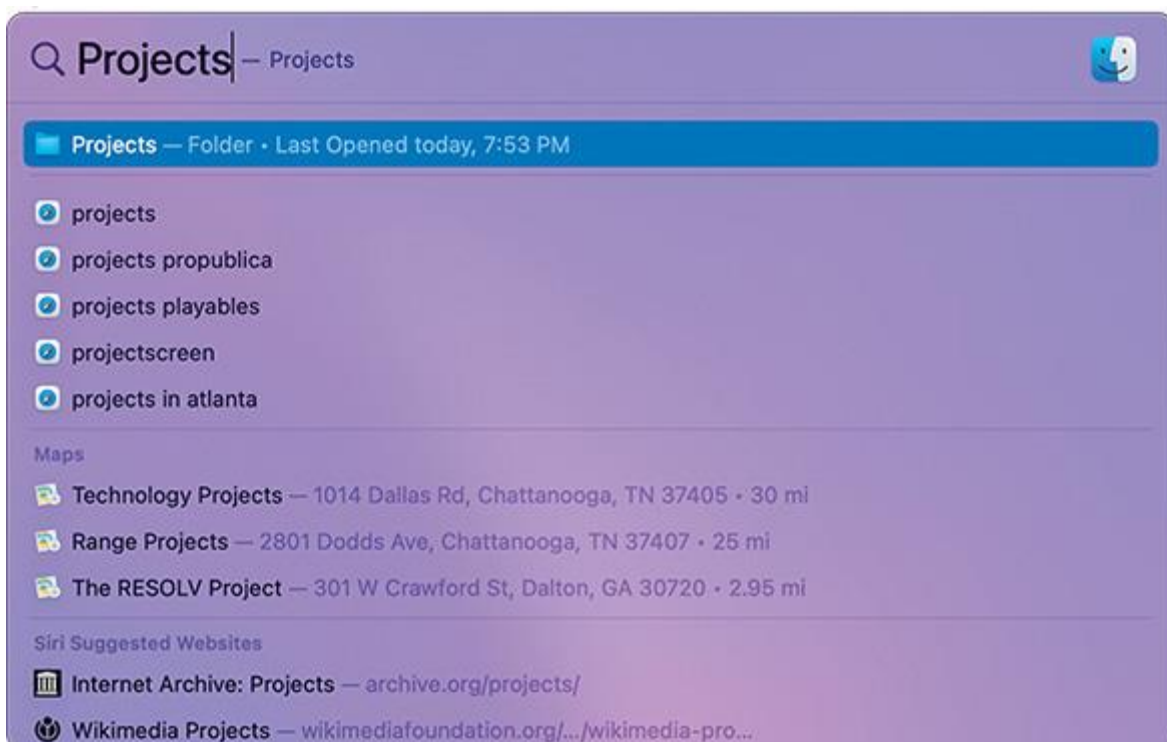 Projects — Projects
Projects — Folder • Last Opened today, 7:53 PM
projects
projects propublica
projects playables
projectscreen
projects in atlanta
Maps
Technology Projects — 1014 Dallas Rd, Chattanooga, TN 37405 • 30 mi
Range Projects — 2801 Dodds Ave, Chattanooga, TN 37407 • 25 mi
The RESOLV Project — 301 W Crawford St, Dalton, GA 30720 • 2.95 mi
Siri Suggested Websites
Internet Archive: Projects — archive.org/projects/
Wikimedia Projects — wikimediafoundation.org/.../wikimedia-pro...